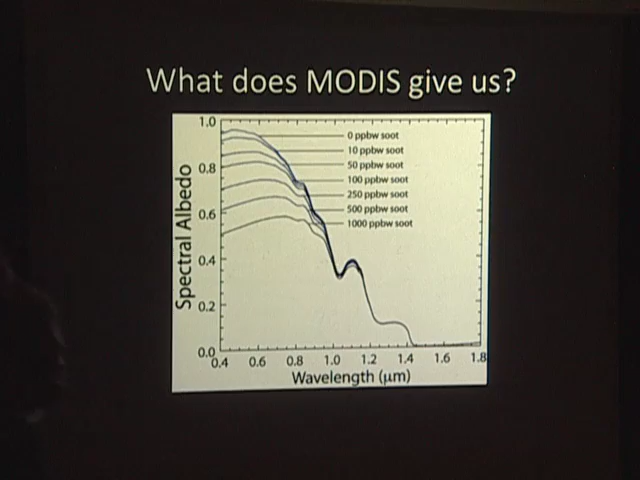 What does MODIS give us?
1.0
0.8
0.6
0.4
0.2
0.0
Spectral Albedo
0 ppbw soot
10 ppbw soot
50 ppbw soot
100 ppbw soot
250 ppbw soot
500 ppbw soot
1000 ppbw soot
0.4 0.6 0.8 1.0 1.2 1.4 1.6 1.8
Wavelength (µm)